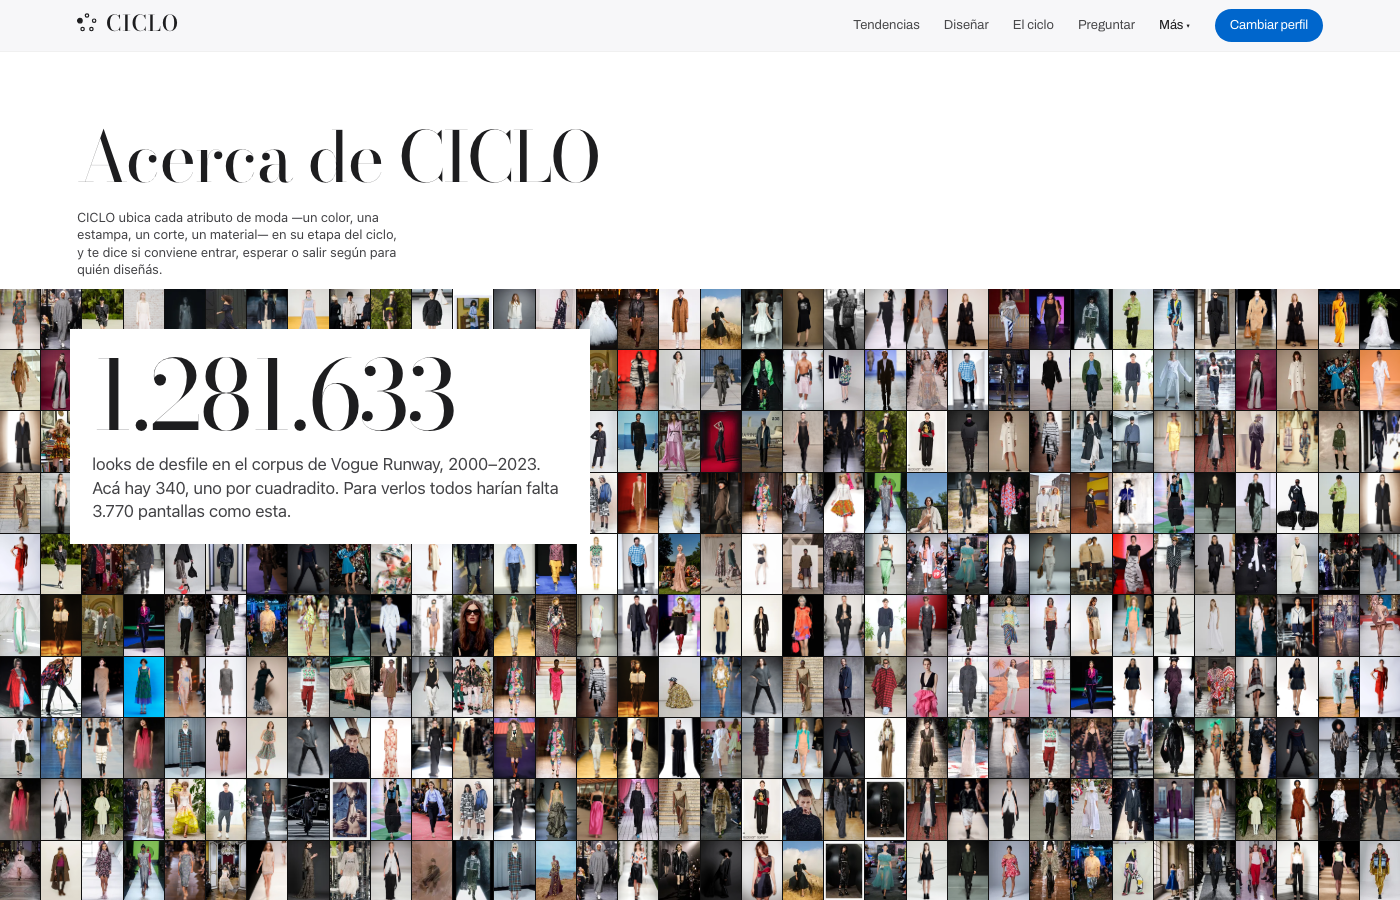 CICLO
Tendencias
Diseñar
El ciclo
Preguntar
Más
Cambiar perfil
Acerca de CICLO
CICLO ubica cada atributo de moda —un color, una
estampa, un corte, un material— en su etapa del ciclo,
y te dice si conviene entrar, esperar o salir según para
quién diseñás.
1.281.633
looks de desfile en el corpus de Vogue Runway, 2000–2023.
Acá hay 340, uno por cuadradito. Para verlos todos harían falta
3.770 pantallas como esta.